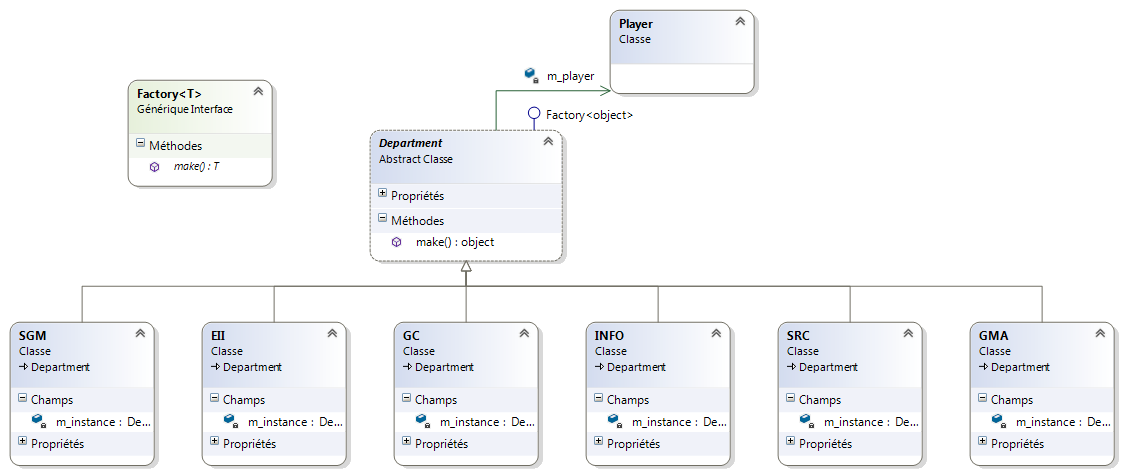 Player
Classe
m_player
Factory<T>
Générique Interface
Méthodes
make() : T
Factory<object>
Department
Abstract Classe
Propriétés
Méthodes
make() : object
SGM
Classe
Department
Champs
m_instance : De...
Propriétés
EII
Classe
Department
Champs
m_instance : De...
Propriétés
GC
Classe
Department
Champs
m_instance : De...
Propriétés
INFO
Classe
Department
Champs
m_instance : De...
Propriétés
SRC
Classe
Department
Champs
m_instance : De...
Propriétés
GMA
Classe
Department
Champs
m_instance : De...
Propriétés